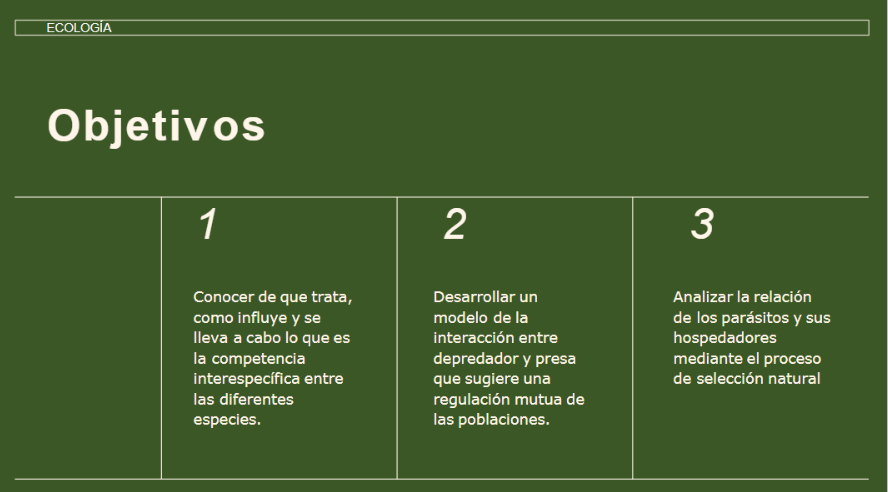 ECOLOGÍA
Objetivos
1
Conocer de que trata,
como influye y se
lleva a cabo lo que es
la competencia
interespecífica entre
las diferentes
especies.
2
Desarrollar un
modelo de la
interacción entre
depredador y presa
que sugiere una
regulación mutua de
las poblaciones.
3
Analizar la relación
de los parásitos y sus
hospedadores
mediante el proceso
de selección natural